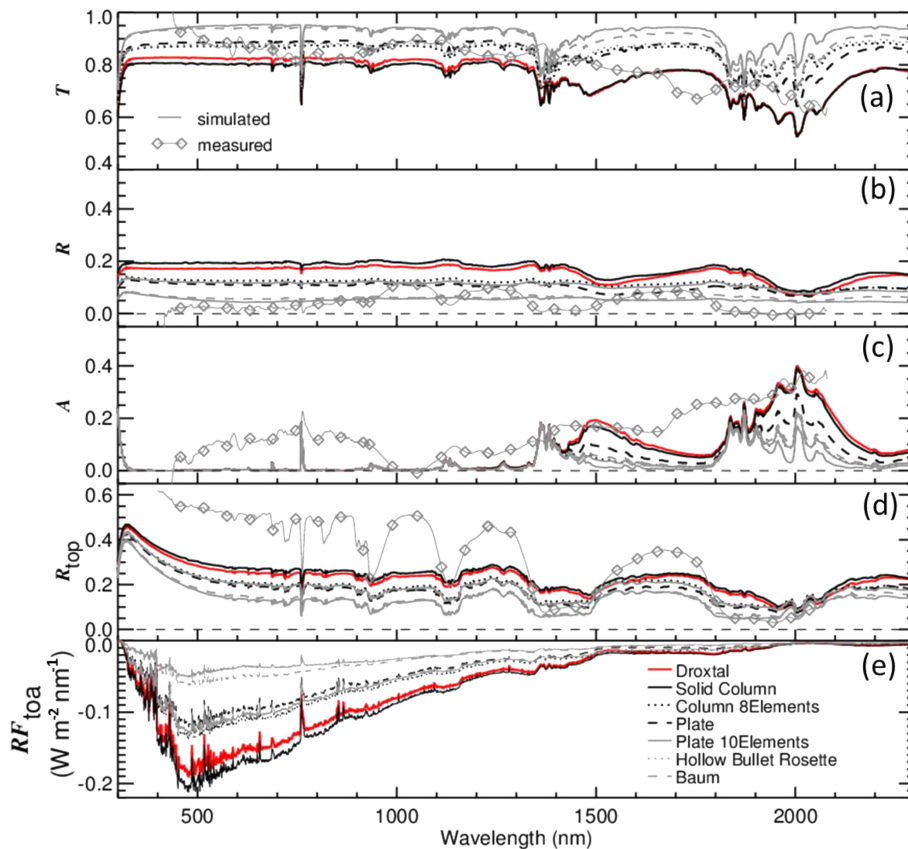 1.0
0.8
0.6
0.4
T
simulated
measured
(a)
0.4
0.2
0.0
R
(b)
0.4
0.2
0.0
A
(c)
0.6
0.4
0.2
0.0
R top
(d)
0.0
-0.1
-0.2
RF toa
(W m-2 nm-1)
(e)
Droxtal
Solid Column
Column 8Elements
Plate
Plate 10Elements
Hollow Bullet Rosette
Baum
500 1000 1500 2000
Wavelength (nm)